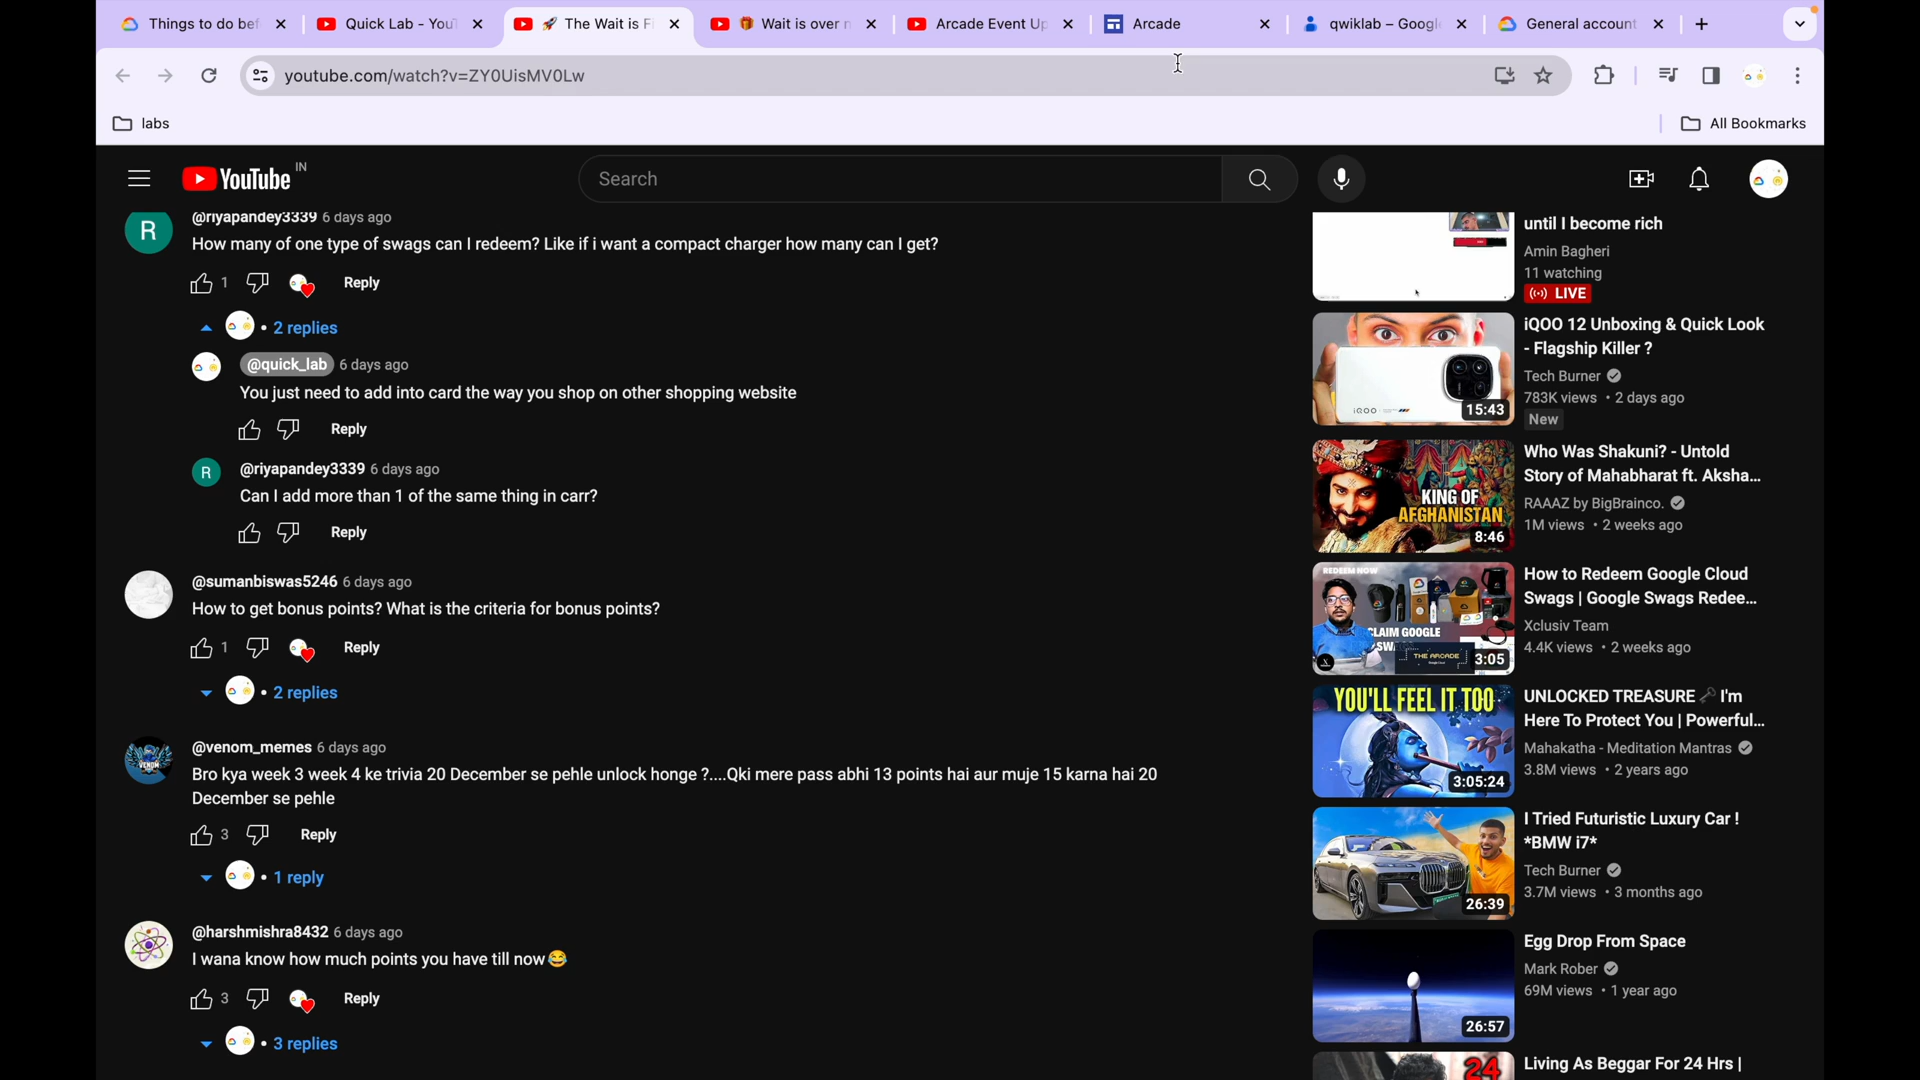 Things to do bef
Quick Lab - YouT
🚀 The Wait is Fi
🎁 Wait is over n
Arcade Event Up
Arcade
qwiklab – Google
General account
youtube.com/watch?v=ZY0UisMV0Lw
labs
All Bookmarks
YouTube IN
Search
@riyapandey3339 6 days ago
R
How many of one type of swags can I redeem? Like if i want a compact charger how many can I get?
1 Reply
• 2 replies
@quick_lab 6 days ago
You just need to add into card the way you shop on other shopping website
Reply
R
@riyapandey3339 6 days ago
Can I add more than 1 of the same thing in carr?
Reply
@sumanbiswas5246 6 days ago
How to get bonus points? What is the criteria for bonus points?
1 Reply
• 2 replies
@venom_memes 6 days ago
Bro kya week 3 week 4 ke trivia 20 December se pehle unlock honge ?....Qki mere pass abhi 13 points hai aur muje 15 karna hai 20
December se pehle
3 Reply
• 1 reply
@harshmishra8432 6 days ago
I wana know how much points you have till now😂
3 Reply
• 3 replies
until I become rich
Amin Bagheri
11 watching
LIVE
iQOO 12 Unboxing & Quick Look
- Flagship Killer ?
Tech Burner
783K views • 2 days ago
New
iQOO
15:43
Who Was Shakuni? - Untold
Story of Mahabharat ft. Aksha...
RAAAZ by BigBrainco.
1M views • 2 weeks ago
KING OF
AFGHANISTAN
8:46
How to Redeem Google Cloud
Swags | Google Swags Redee...
Xclusiv Team
4.4K views • 2 weeks ago
REDEEM NOW
CLAIM GOOGLE
THE ARCADE
3:05
UNLOCKED TREASURE 🗝 I'm
Here To Protect You | Powerful...
Mahakatha - Meditation Mantras
3.8M views • 2 years ago
YOU'LL FEEL IT TOO
3:05:24
I Tried Futuristic Luxury Car !
*BMW i7*
Tech Burner
3.7M views • 3 months ago
26:39
Egg Drop From Space
Mark Rober
69M views • 1 year ago
26:57
Living As Beggar For 24 Hrs |
24